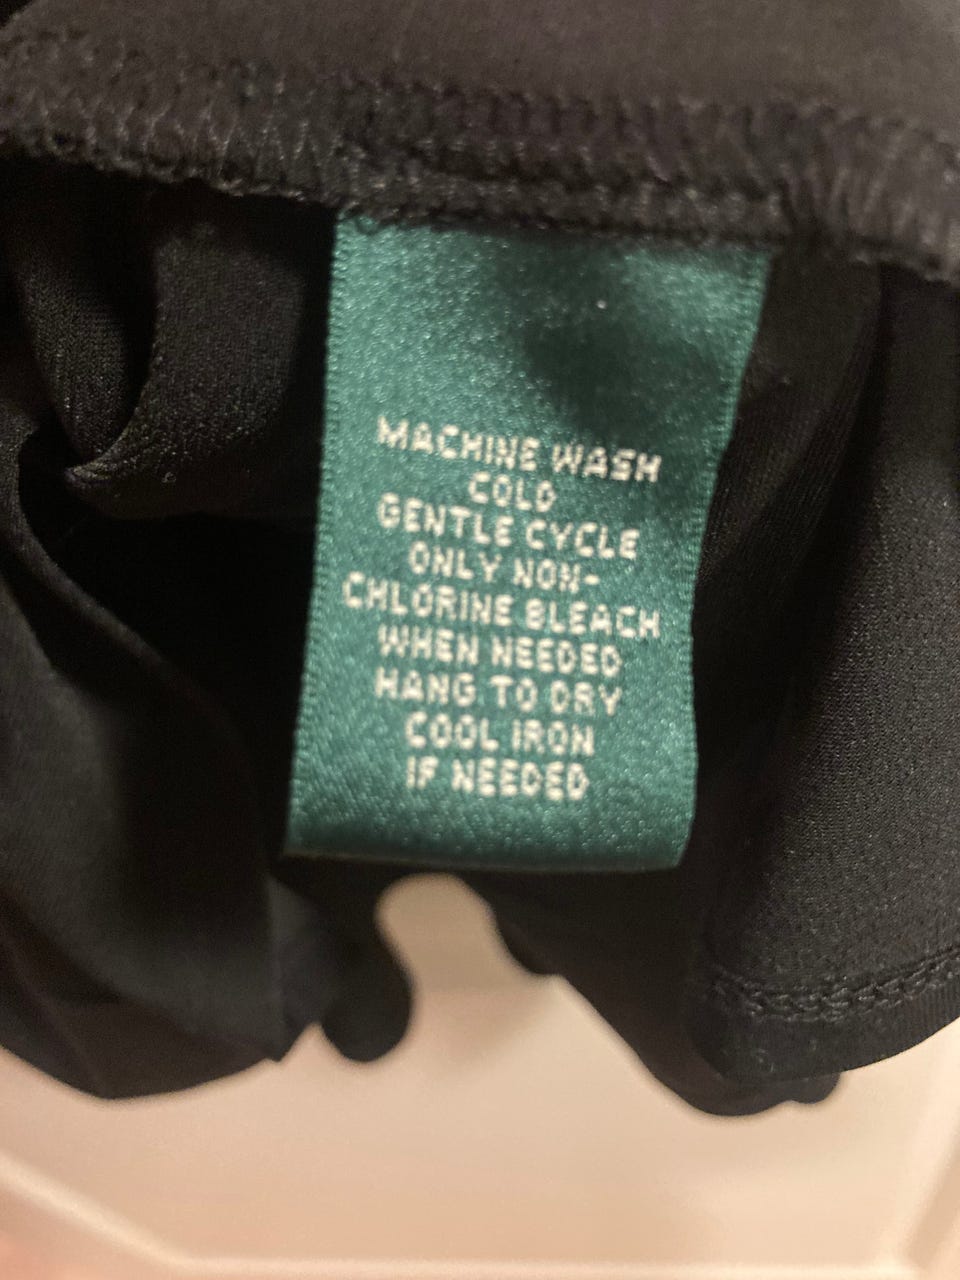 MACHINE WASH
COLD
GENTLE CYCLE
ONLY NON-
CHLORINE BLEACH
WHEN NEEDED
HANG TO DRY
COOL IRON
IF NEEDED